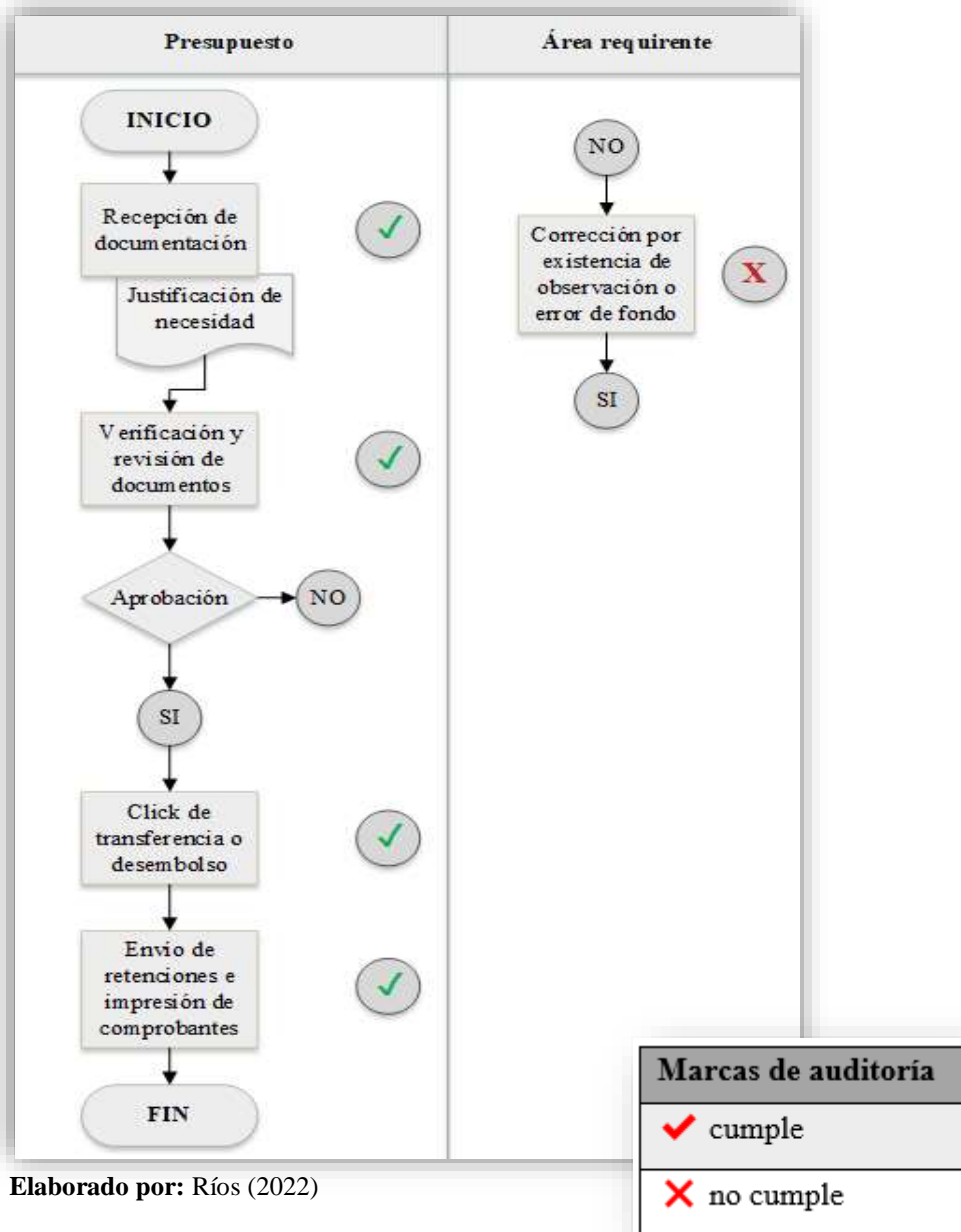 Presupuesto
Área requirente
INICIO
Recepción de
documentación
Justificación de
necesidad
Verificación y
revisión de
documentos
Aprobación
NO
SI
Click de
transferencia o
desembolso
Envio de
retenciones e
impresión de
comprobantes
FIN
NO
Corrección por
existencia de
observación o
error de fondo
X
SI
Marcas de auditoría
cumple
no cumple
Elaborado por: Ríos (2022)